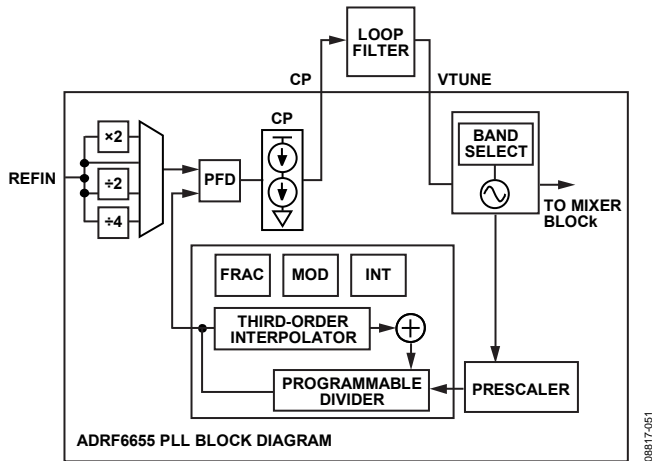 LOOP
FILTER
CP
VTUNE
CP
×2
BAND
SELECT
REFIN
÷2
PFD
÷4
TO MIXER
BLOCk
FRAC
MOD
INT
THIRD-ORDER
INTERPOLATOR
+
PROGRAMMABLE
DIVIDER
PRESCALER
ADRF6655 PLL BLOCK DIAGRAM
08817-051